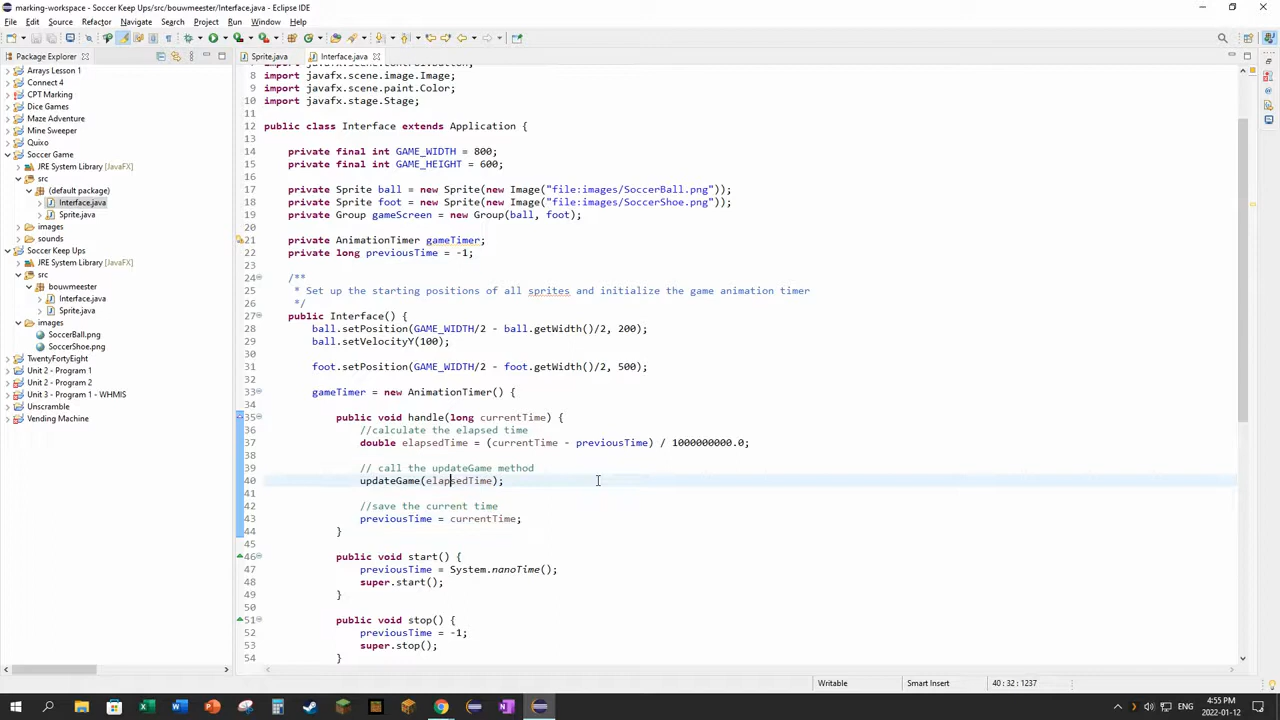 marking-workspace - Soccer Keep Ups/src/bouwmeester/Interface.java - Eclipse IDE
File Edit Source Refactor Navigate Search Project Run Window Help
Package Explorer
Sprite.java Interface.java
Arrays Lesson 1
Connect 4
CPT Marking
Dice Games
Maze Adventure
Mine Sweeper
Quixo
Soccer Game
JRE System Library [JavaFX]
src
(default package)
Interface.java
Sprite.java
images
sounds
Soccer Keep Ups
JRE System Library [JavaFX]
src
bouwmeester
Interface.java
Sprite.java
images
SoccerBall.png
SoccerShoe.png
TwentyFortyEight
Unit 2 - Program 1
Unit 2 - Program 2
Unit 3 - Program 1 - WHMIS
Unscramble
Vending Machine
8 import javafx.scene.image.Image;
9 import javafx.scene.paint.Color;
10 import javafx.stage.Stage;
11
12 public class Interface extends Application {
13
14 private final int GAME_WIDTH = 800;
15 private final int GAME_HEIGHT = 600;
16
17 private Sprite ball = new Sprite(new Image("file:images/SoccerBall.png"));
18 private Sprite foot = new Sprite(new Image("file:images/SoccerShoe.png"));
19 private Group gameScreen = new Group(ball, foot);
20
21 private AnimationTimer gameTimer;
22 private long previousTime = -1;
23
24 /**
25 * Set up the starting positions of all sprites and initialize the game animation timer
26 */
27 public Interface() {
28 ball.setPosition(GAME_WIDTH/2 - ball.getWidth()/2, 200);
29 ball.setVelocityY(100);
30
31 foot.setPosition(GAME_WIDTH/2 - foot.getWidth()/2, 500);
32
33 gameTimer = new AnimationTimer() {
34
35 public void handle(long currentTime) {
36 //calculate the elapsed time
37 double elapsedTime = (currentTime - previousTime) / 1000000000.0;
38
39 // call the updateGame method
40 updateGame(elapsedTime);
41
42 //save the current time
43 previousTime = currentTime;
44 }
45
46 public void start() {
47 previousTime = System.nanoTime();
48 super.start();
49 }
50
51 public void stop() {
52 previousTime = -1;
53 super.stop();
54 }
Writable Smart Insert 40 : 32 : 1237
ENG 4:55 PM
2022-01-12